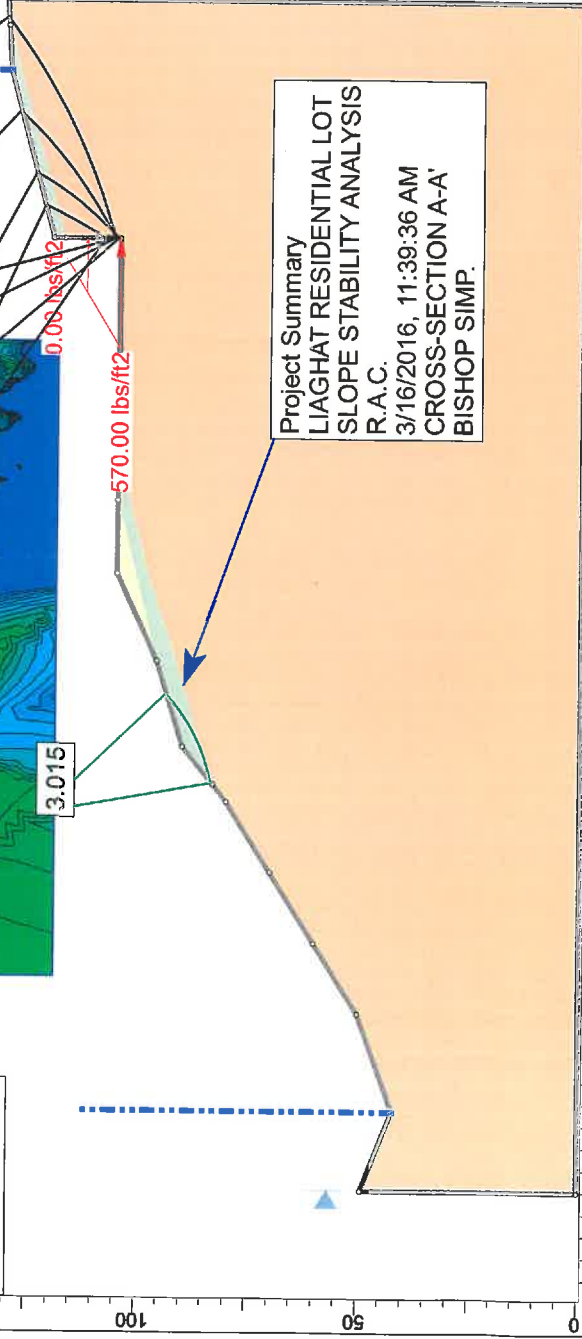 0.00 lbs/ft2
570.00 lbs/ft2
3.015
Project Summary
LIAGHAT RESIDENTIAL LOT
SLOPE STABILITY ANALYSIS
R.A.C.
3/16/2016, 11:39:36 AM
CROSS-SECTION A-A'
BISHOP SIMP.
100
50
0